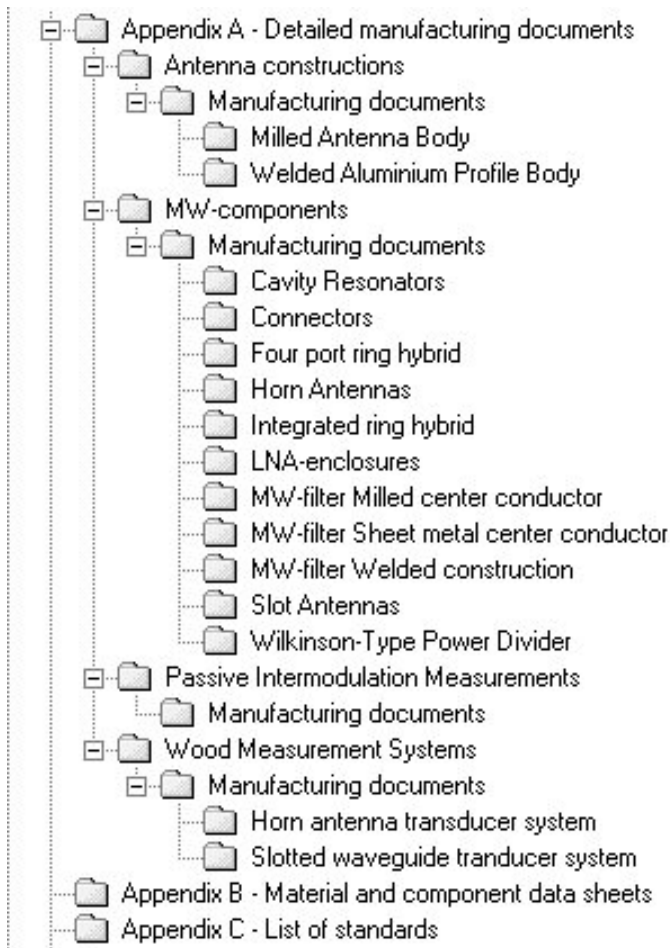 Appendix A - Detailed manufacturing documents
Antenna constructions
Manufacturing documents
Milled Antenna Body
Welded Aluminium Profile Body
MW-components
Manufacturing documents
Cavity Resonators
Connectors
Four port ring hybrid
Horn Antennas
Integrated ring hybrid
LNA-enclosures
MW-filter Milled center conductor
MW-filter Sheet metal center conductor
MW-filter Welded construction
Slot Antennas
Wilkinson-Type Power Divider
Passive Intermodulation Measurements
Manufacturing documents
Wood Measurement Systems
Manufacturing documents
Horn antenna transducer system
Slotted waveguide tranducer system
Appendix B - Material and component data sheets
Appendix C - List of standards